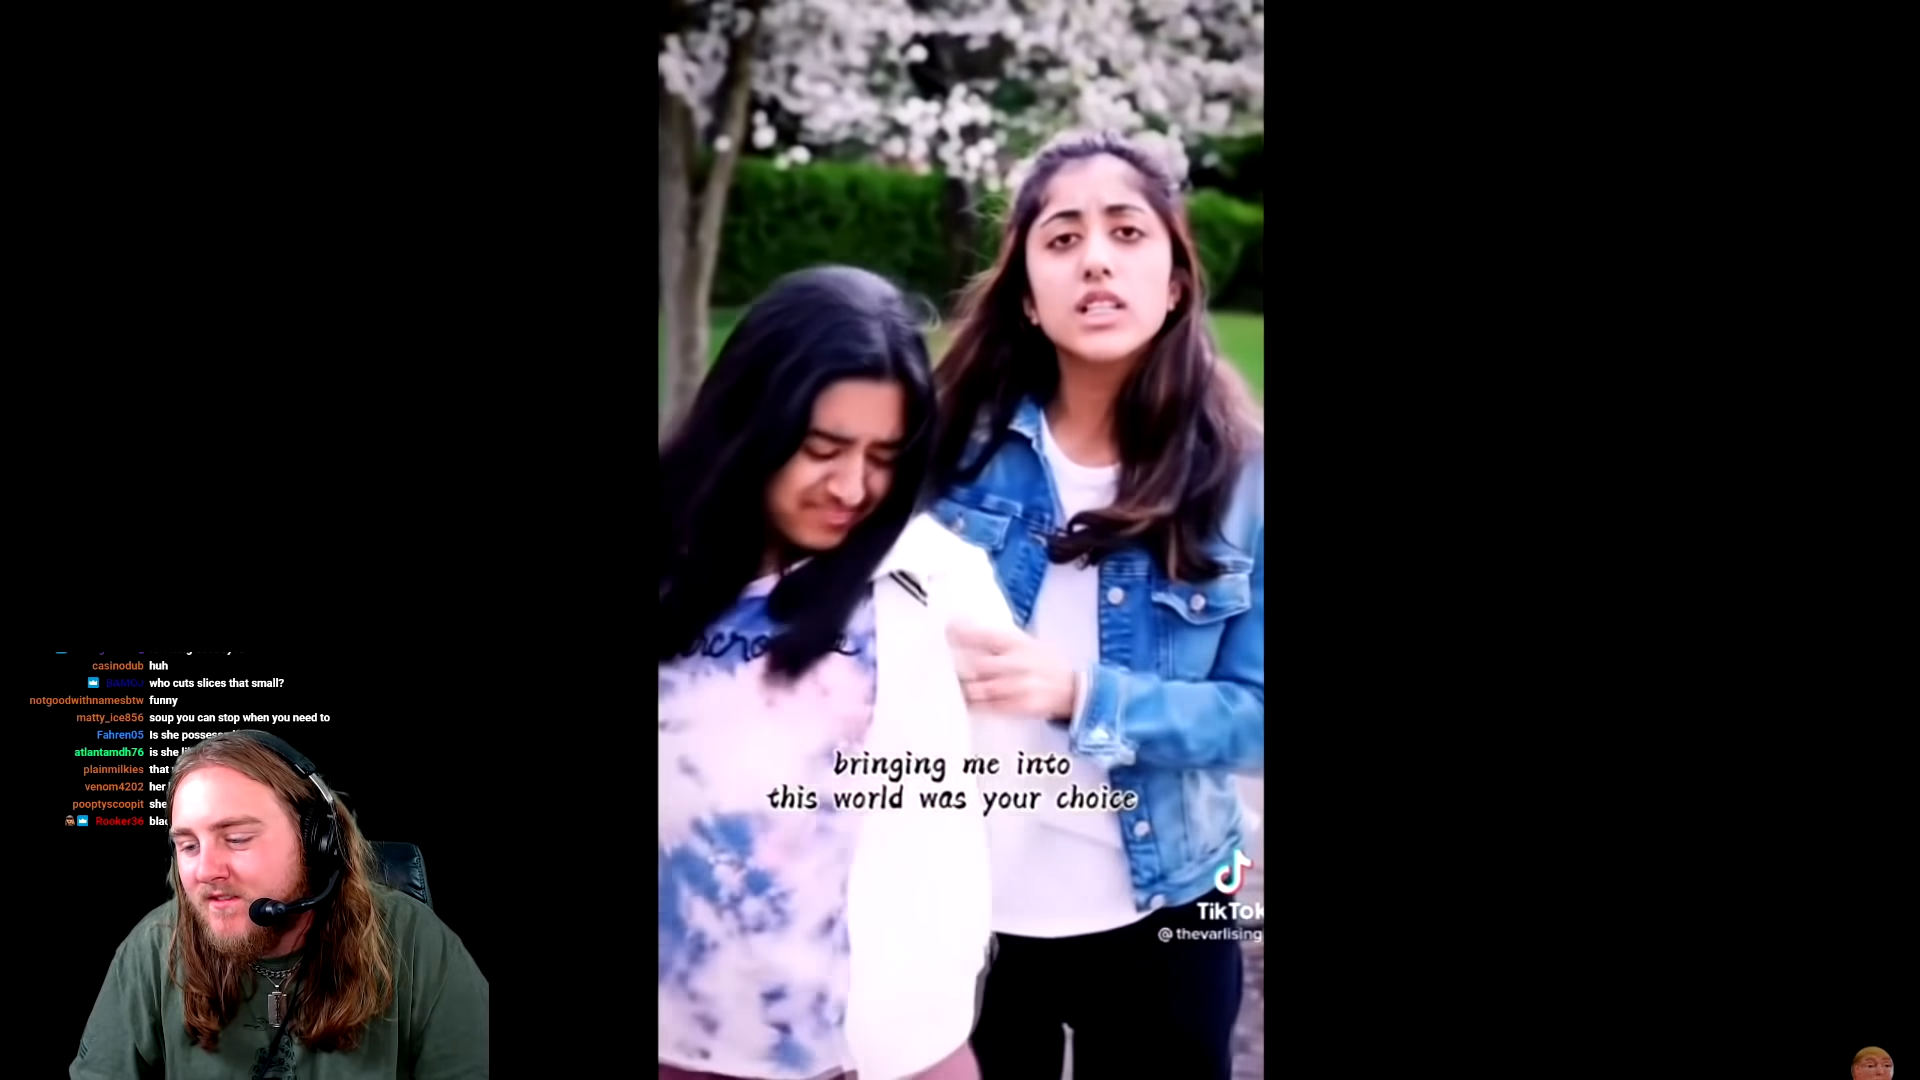 casinodub huh
BAMOJ who cuts slices that small?
notgoodwithnamesbtw funny
matty_ice856 soup you can stop when you need to
Fahren05 Is she
atlantamdh76 is she
plainmilkies that
venom4202 her
pooptyscoopit she
Rooker36
bringing me into
this world was your choice
TikTok
@thevarlising